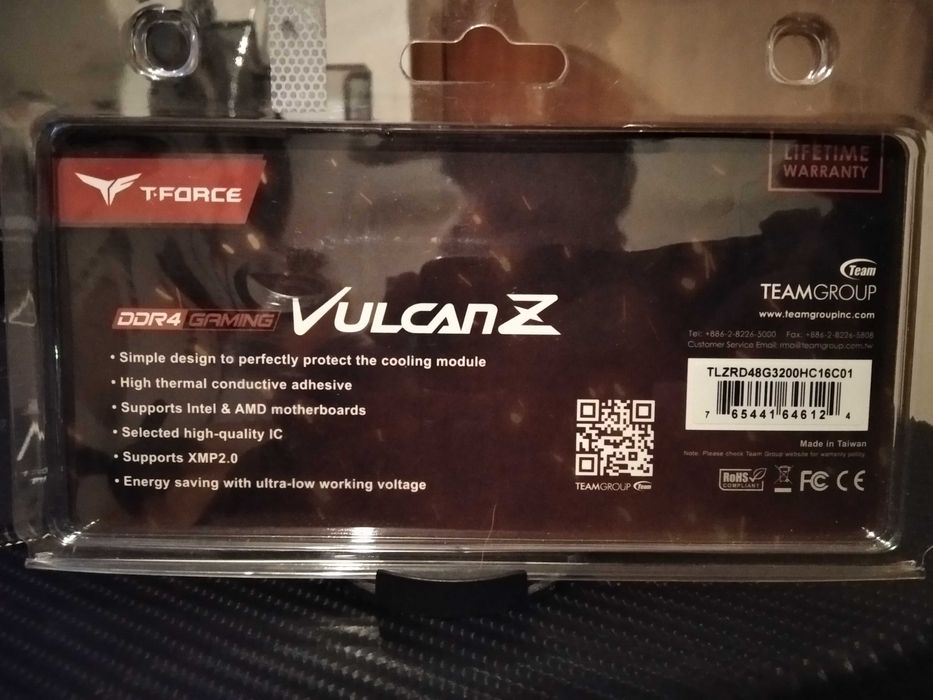 LIFETIME
WARRANTY
T-FORCE
Team
TEAMGROUP
www.teamgroupinc.com
Tel: +886-2-8226-5000 Fax: +886-2-8226-5808
Customer Service Email: rma@teamgroup.com.tw
DDR4 GAMING VULCAN Z
• Simple design to perfectly protect the cooling module
• High thermal conductive adhesive
• Supports Intel & AMD motherboards
• Selected high-quality IC
• Supports XMP2.0
• Energy saving with ultra-low working voltage
TEAMGROUP Team
TLZRD48G3200HC16C01
7 65441 64612 4
Made in Taiwan
Note. Please check Team Group website for warranty policy.
RoHS
COMPLIANT
FC CE